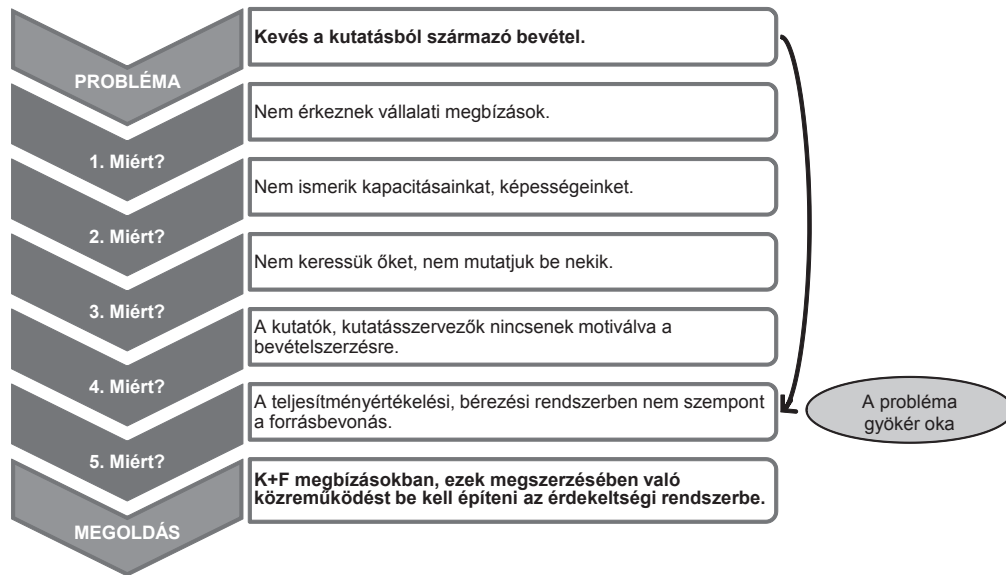 Kevés a kutatásból származó bevétel.
PROBLÉMA
Nem érkeznek vállalati megbízások.
1. Miért?
Nem ismerik kapacitásainkat, képességeinket.
2. Miért?
Nem keressük őket, nem mutatjuk be nekik.
3. Miért?
A kutatók, kutatásszervezők nincsenek motiválva a
bevételszerzésre.
4. Miért?
A teljesítményértékelési, bérezési rendszerben nem szempont
a forrásbevonás.
A probléma
gyökér oka
5. Miért?
K+F megbízásokban, ezek megszerzésében való
közreműködést be kell építeni az érdekeltségi rendszerbe.
MEGOLDÁS